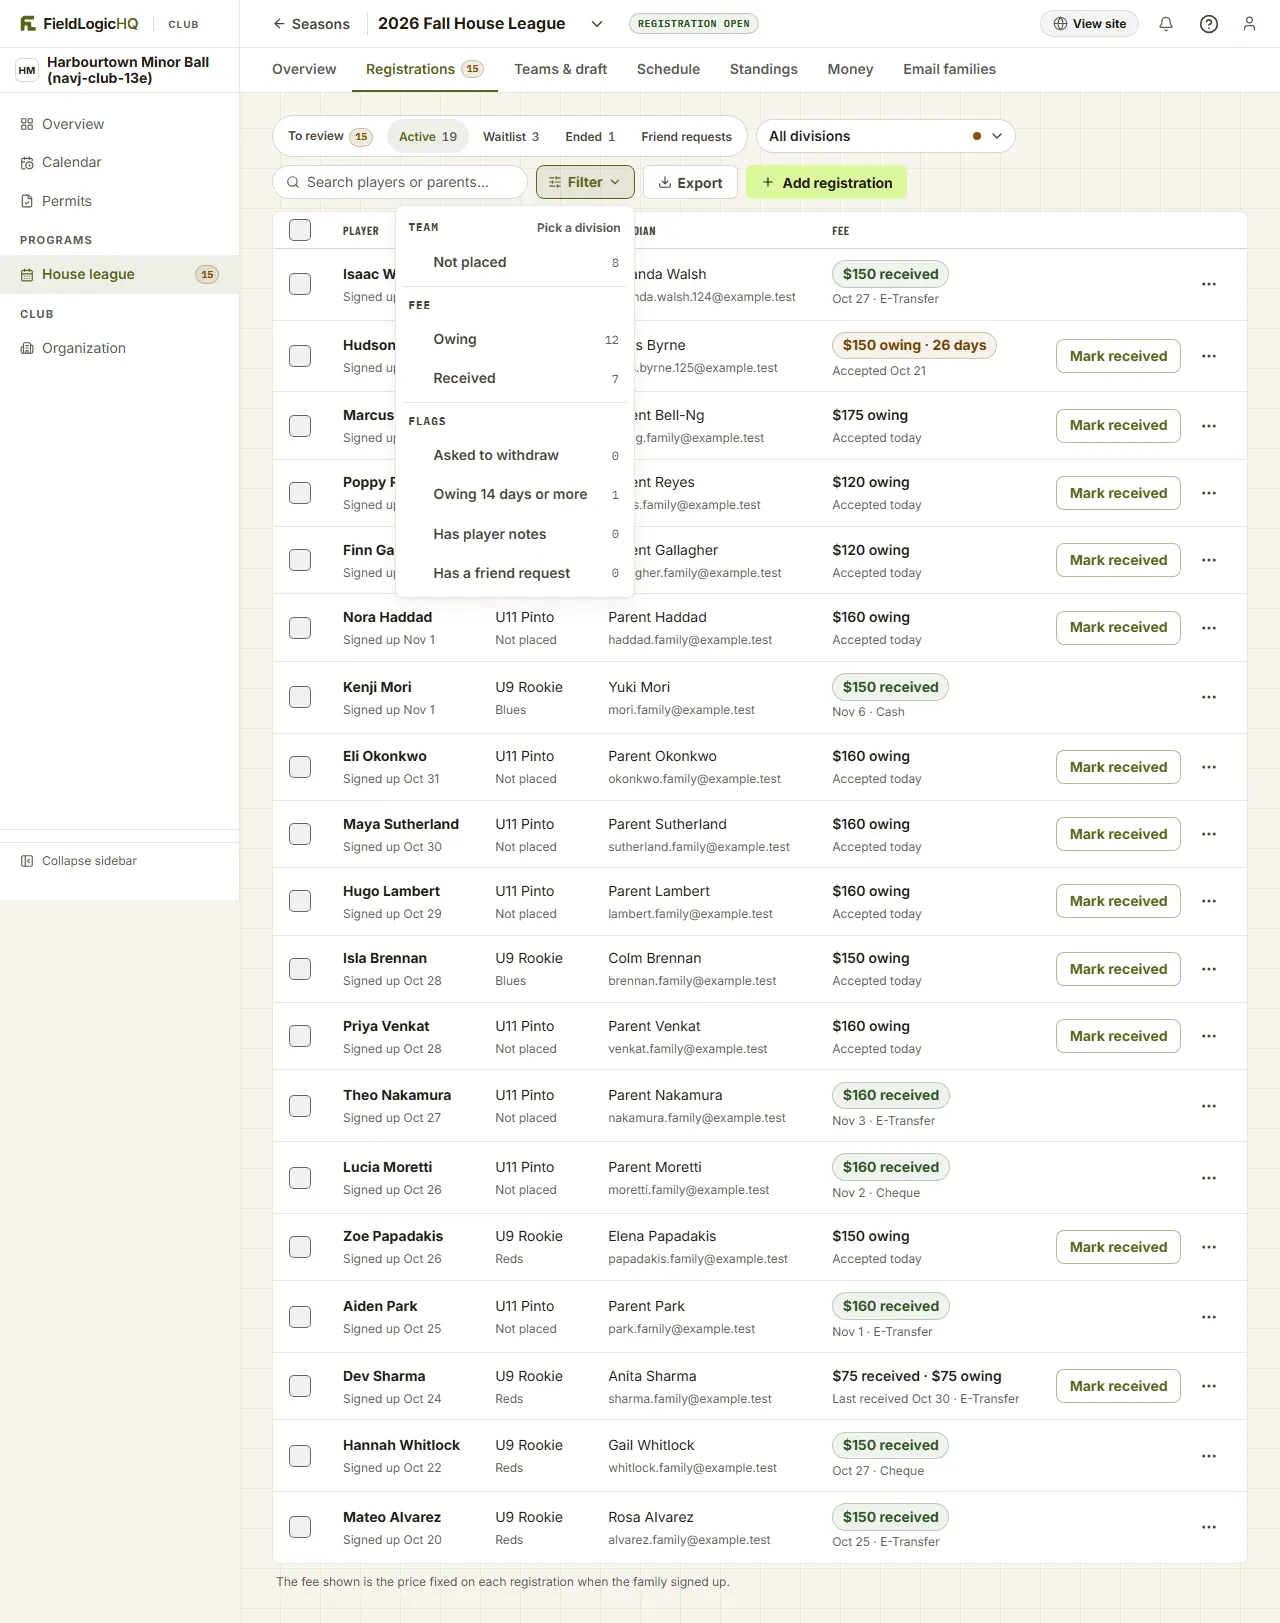 FieldLogicHQ CLUB
Seasons
2026 Fall House League
REGISTRATION OPEN
View site
HM
Harbourtown Minor Ball
(navj-club-13e)
Overview
Registrations 15
Teams & draft
Schedule
Standings
Money
Email families
Overview
Calendar
Permits
PROGRAMS
House league 15
CLUB
Organization
Collapse sidebar
To review 15
Active 19
Waitlist 3
Ended 1
Friend requests
All divisions
Search players or parents...
Filter
Export
Add registration
TEAM Pick a division
Not placed 8
FEE
Owing 12
Received 7
FLAGS
Asked to withdraw 0
Owing 14 days or more 1
Has player notes 0
Has a friend request 0
PLAYER FEE
Isaac $150 received
Signed Oct 27 · E-Transfer
Walsh
nda.walsh.124@example.test
Hudson Byrne $150 owing · 26 days Mark received
Signed .byrne.125@example.test Accepted Oct 21
Marcus Bell-Ng $175 owing Mark received
Signed g.family@example.test Accepted today
Poppy Reyes $120 owing Mark received
Signed s.family@example.test Accepted today
Finn Gallagher $120 owing Mark received
Signed gher.family@example.test Accepted today
Nora Haddad U11 Pinto Parent Haddad $160 owing Mark received
Signed up Nov 1 Not placed haddad.family@example.test Accepted today
Kenji Mori U9 Rookie Yuki Mori $150 received
Signed up Nov 1 Blues mori.family@example.test Nov 6 · Cash
Eli Okonkwo U11 Pinto Parent Okonkwo $160 owing Mark received
Signed up Oct 31 Not placed okonkwo.family@example.test Accepted today
Maya Sutherland U11 Pinto Parent Sutherland $160 owing Mark received
Signed up Oct 30 Not placed sutherland.family@example.test Accepted today
Hugo Lambert U11 Pinto Parent Lambert $160 owing Mark received
Signed up Oct 29 Not placed lambert.family@example.test Accepted today
Isla Brennan U9 Rookie Colm Brennan $150 owing Mark received
Signed up Oct 28 Blues brennan.family@example.test Accepted today
Priya Venkat U11 Pinto Parent Venkat $160 owing Mark received
Signed up Oct 28 Not placed venkat.family@example.test Accepted today
Theo Nakamura U11 Pinto Parent Nakamura $160 received
Signed up Oct 27 Not placed nakamura.family@example.test Nov 3 · E-Transfer
Lucia Moretti U11 Pinto Parent Moretti $160 received
Signed up Oct 26 Not placed moretti.family@example.test Nov 2 · Cheque
Zoe Papadakis U9 Rookie Elena Papadakis $150 owing Mark received
Signed up Oct 26 Reds papadakis.family@example.test Accepted today
Aiden Park U11 Pinto Parent Park $160 received
Signed up Oct 25 Not placed park.family@example.test Nov 1 · E-Transfer
Dev Sharma U9 Rookie Anita Sharma $75 received · $75 owing Mark received
Signed up Oct 24 Reds sharma.family@example.test Last received Oct 30 · E-Transfer
Hannah Whitlock U9 Rookie Gail Whitlock $150 received
Signed up Oct 22 Reds whitlock.family@example.test Oct 27 · Cheque
Mateo Alvarez U9 Rookie Rosa Alvarez $150 received
Signed up Oct 20 Reds alvarez.family@example.test Oct 25 · E-Transfer
The fee shown is the price fixed on each registration when the family signed up.